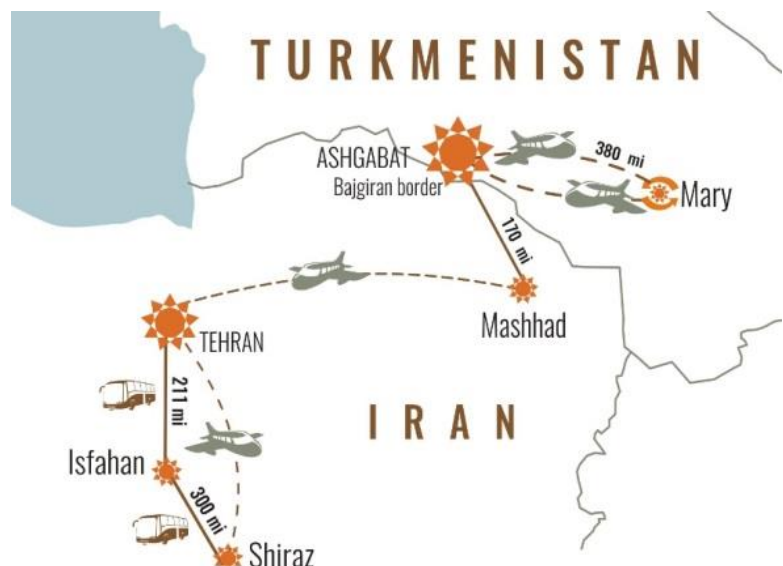 TURKMENISTAN
ASHGABAT
Bajgiran border
380 mi
Mary
170 mi
Mashhad
TEHRAN
211 mi
IRAN
Isfahan
300 mi
Shiraz